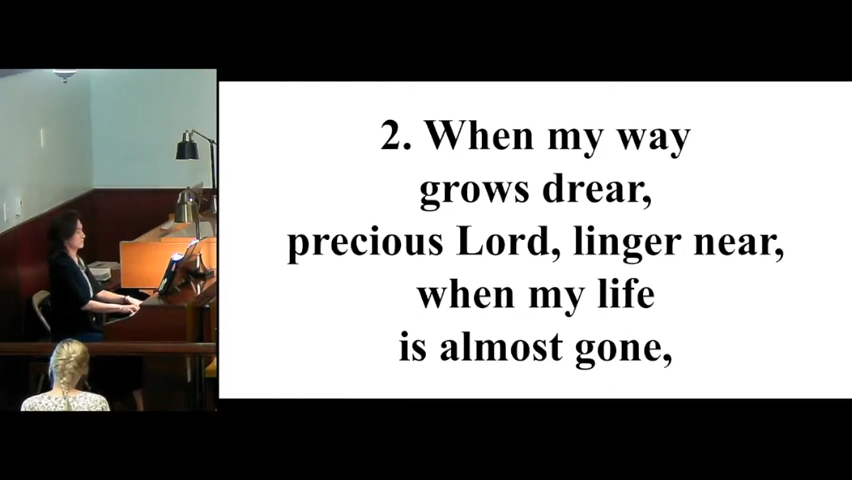 2. When my way
grows drear,
precious Lord, linger near,
when my life
is almost gone,